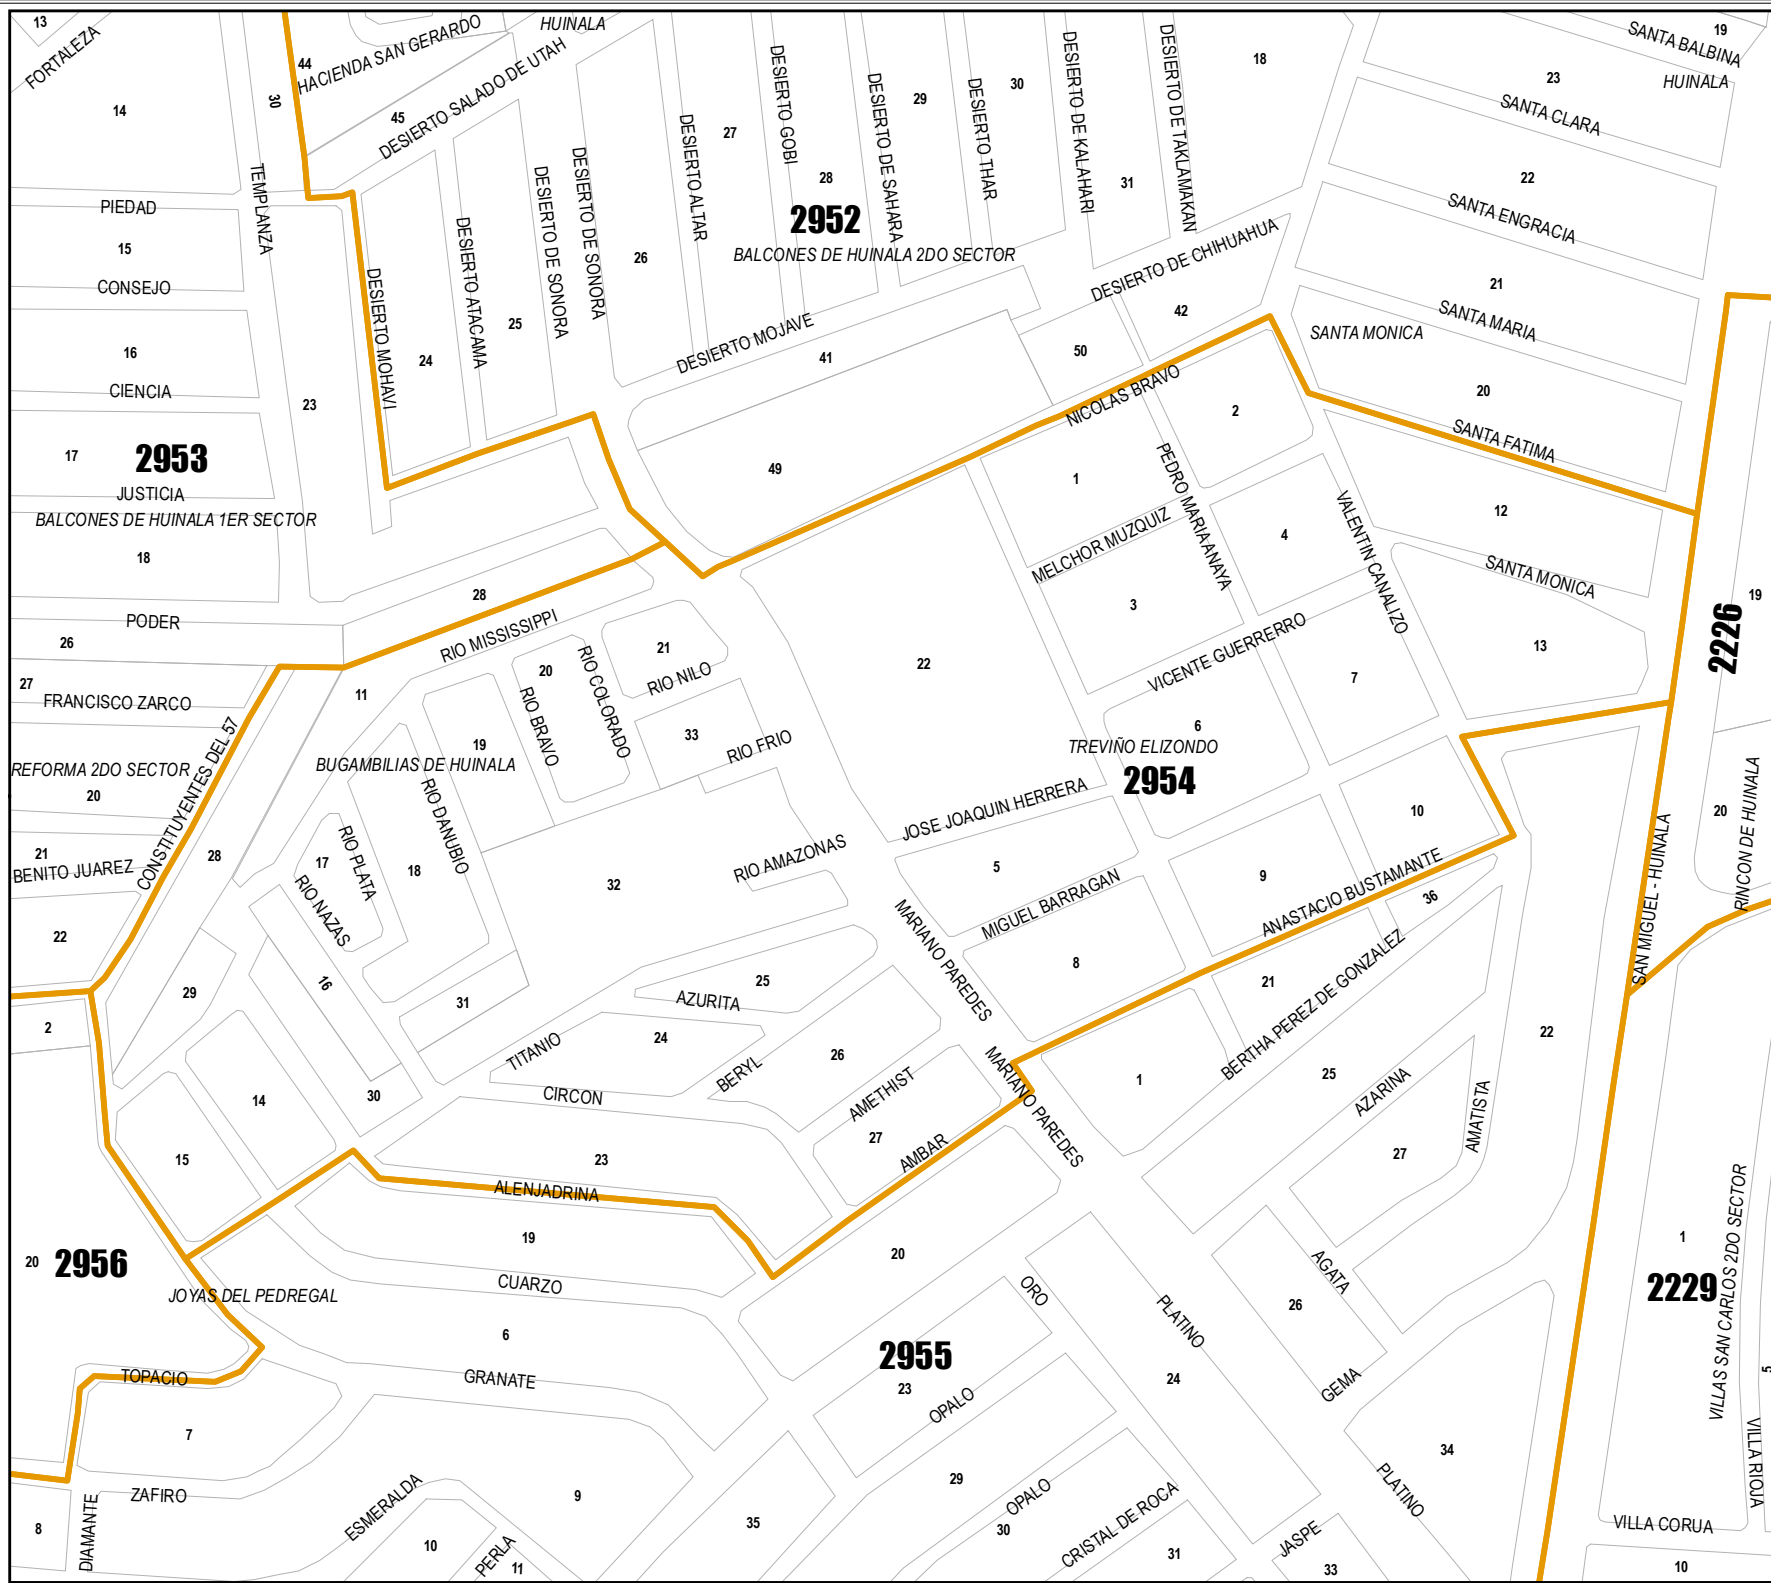 13
FORTALEZA
14
30
44
HACIENDA SAN GERARDO
HUINALA
45
DESIERTO SALADO DE UTAH
TEMPLANZA
PIEDAD
15
CONSEJO
16
CIENCIA
17
2953
JUSTICIA
BALCONES DE HUINALA 1ER SECTOR
18
PODER
26
27
FRANCISCO ZARCO
REFORMA 2DO SECTOR
20
21
BENITO JUAREZ
22
CONSTITUYENTES DEL 57
23
DESIERTO MOHAVI
24
DESIERTO ATACAMA
25
DESIERTO DE SONORA
DESIERTO DE SONORA
26
DESIERTO ALTAR
27
DESIERTO GOBI
28
2952
BALCONES DE HUINALA 2DO SECTOR
DESIERTO DE SAHARA
29
DESIERTO THAR
30
DESIERTO DE KALAHARI
31
DESIERTO DE TAKLAMAKAN
18
DESIERTO DE CHIHUAHUA
42
50
DESIERTO MOJAVE
41
49
19
SANTA BALBINA
HUINALA
23
SANTA CLARA
22
SANTA ENGRACIA
21
SANTA MARIA
SANTA MONICA
20
SANTA FATIMA
12
SANTA MONICA
13
NICOLAS BRAVO
2
1
PEDRO MARIA ANAYA
MELCHOR MUZQUIZ
4
3
VALENTIN CANALIZO
VICENTE GUERRERRO
7
6
TREVIÑO ELIZONDO
2954
22
JOSE JOAQUIN HERRERA
5
MIGUEL BARRAGAN
10
9
ANASTACIO BUSTAMANTE
8
MARIANO PAREDES
MARIANO PAREDES
28
RIO MISSISSIPPI
11
20
RIO COLORADO
21
RIO NILO
RIO BRAVO
33
RIO FRIO
19
BUGAMBILIAS DE HUINALA
RIO DANUBIO
RIO PLATA
17
18
RIO NAZAS
28
32
RIO AMAZONAS
29
16
31
25
AZURITA
24
TITANIO
CIRCON
BERYL
26
AMETHIST
27
AMBAR
2
14
30
15
23
ALENJADRINA
19
CUARZO
20
2956
JOYAS DEL PEDREGAL
6
GRANATE
TOPACIO
7
ZAFIRO
8
DIAMANTE
ESMERALDA
10
PERLA
11
9
35
20
2955
23
OPALO
29
OPALO
30
CRISTAL DE ROCA
31
JASPE
33
ORO
PLATINO
24
26
AGATA
GEMA
PLATINO
34
1
21
36
BERTHA PEREZ DE GONZALEZ
25
AZARINA
27
AMATISTA
22
2226
19
20
RINCON DE HUINALA
SAN MIGUEL - HUINALA
1
2229
VILLAS SAN CARLOS 2DO SECTOR
5
VILLA RIOJA
VILLA CORUA
10